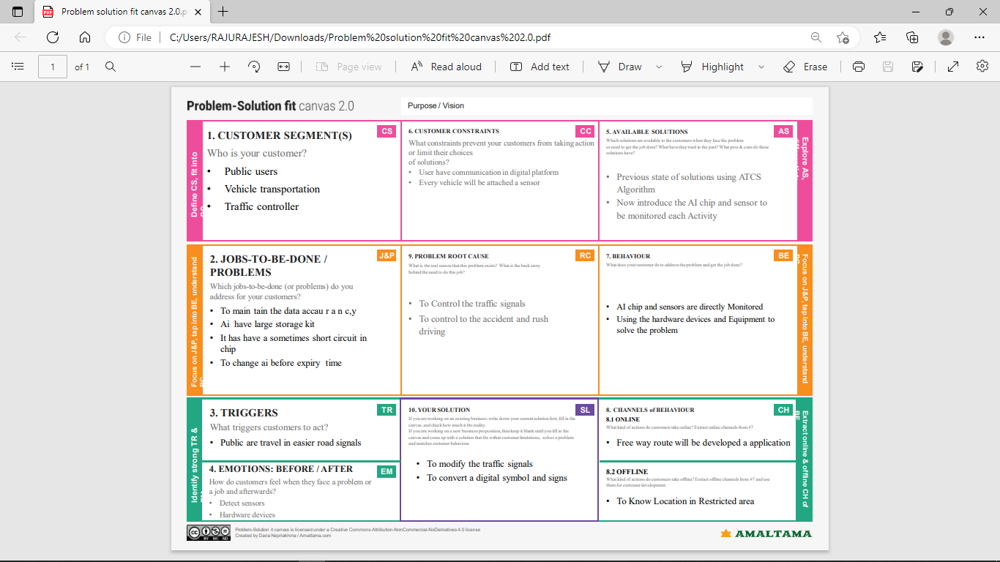 Problem solution fit canvas 2.0.p
File
C:/Users/RAJURAJESH/Downloads/Problem%20solution%20fit%20canvas%202.0.pdf
1
of 1
Page view
Read aloud
Add text
Draw
Highlight
Erase
Problem-Solution fit canvas 2.0
Purpose / Vision
Define CS, fit into
1. CUSTOMER SEGMENT(S)
CS
Who is your customer?
• Public users
• Vehicle transportation
• Traffic controller
6. CUSTOMER CONSTRAINTS
CC
What constraints prevent your customers from taking action
or limit their choices
of solutions?
• User have communication in digital platform
• Every vehicle will be attached a sensor
5. AVAILABLE SOLUTIONS
AS
Which solutions are available to the customers when they face the problem
or need to get the job done? What have they tried in the past? What pros & cons do these
solutions have?
• Previous state of solutions using ATCS
Algorithm
• Now introduce the AI chip and sensor to
be monitored each Activity
Explore AS,
Focus on J&P, tap into BE, understand
2. JOBS-TO-BE-DONE /
PROBLEMS
J&P
Which jobs-to-be-done (or problems) do you
address for your customers?
• To main tain the data accau r a n c,y
• Ai have large storage kit
• It has have a sometimes short circuit in
chip
• To change ai before expiry time
9. PROBLEM ROOT CAUSE
RC
What is the real reason that this problem exists? What is the back story
behind the need to do this job?
• To Control the traffic signals
• To control to the accident and rush
driving
7. BEHAVIOUR
BE
What does your customer do to address the problem and get the job done?
• AI chip and sensors are directly Monitored
• Using the hardware devices and Equipment to
solve the problem
Focus on J&P, tap into BE, understand
Identify strong TR &
3. TRIGGERS
TR
What triggers customers to act?
• Public are travel in easier road signals
4. EMOTIONS: BEFORE / AFTER
EM
How do customers feel when they face a problem or
a job and afterwards?
• Detect sensors
• Hardware devices
10. YOUR SOLUTION
SL
If you are working on an existing business, write down your current solution first, fill in the
canvas, and check how much it fits reality.
If you are working on a new business proposition, then keep it blank until you fill in the
canvas and come up with a solution that fits within customer limitations, solves a problem
and matches customer behaviour.
• To modify the traffic signals
• To convert a digital symbol and signs
8. CHANNELS of BEHAVIOUR
CH
8.1 ONLINE
What kind of actions do customers take online? Extract online channels from #7
• Free way route will be developed a application
8.2 OFFLINE
What kind of actions do customers take offline? Extract offline channels from #7 and use
them for customer development.
• To Know Location in Restricted area
Extract online & offline CH of
BE
CC
BY NC ND
Problem-Solution it canvas is licensed under a Creative Commons Attribution-NonCommercial-NoDerivatives 4.0 license
Created by Daria Nepriakhina / Amaltama.com
AMALTAMA